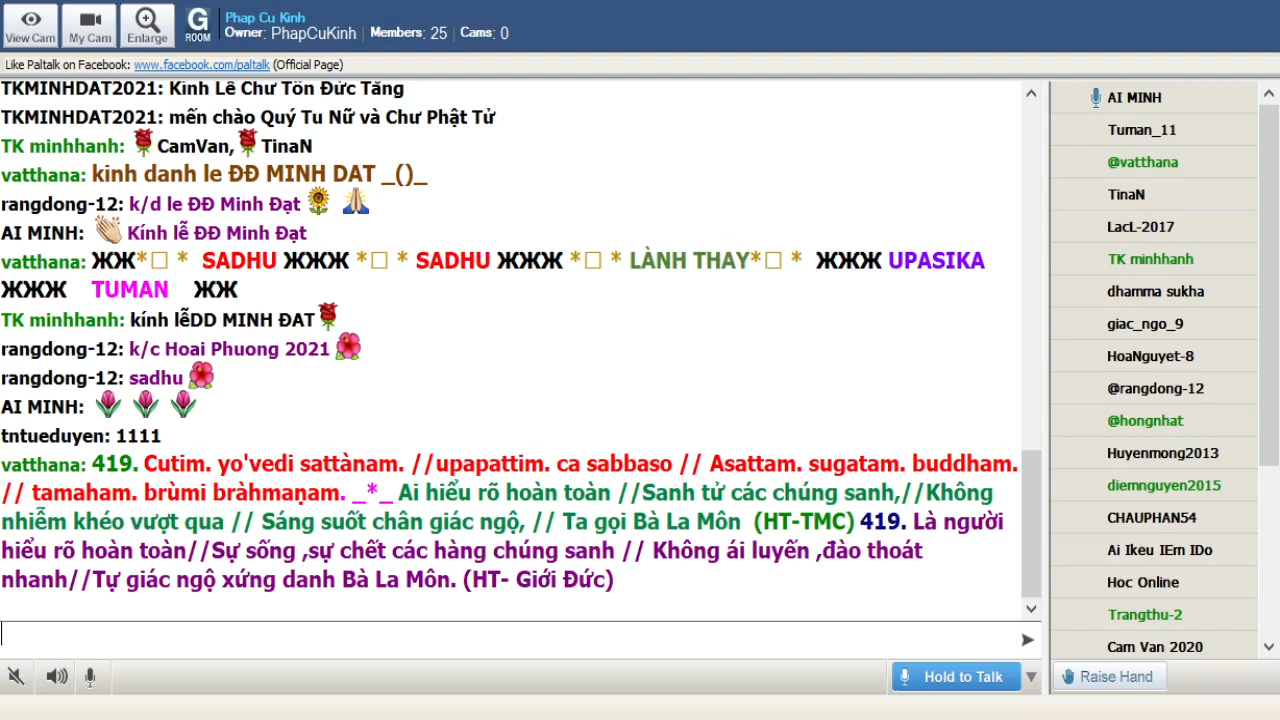 View Cam
My Cam
Enlarge
G
ROOM
Phap Cu Kinh
Owner: PhapCuKinh
Members: 25
Cams: 0
Like Paltalk on Facebook: www.facebook.com/paltalk (Official Page)
TKMINHDAT2021: Kính Lễ Chư Tôn Đức Tăng
TKMINHDAT2021: mến chào Quý Tu Nữ và Chư Phật Tử
TK minhhanh: 🌹CamVan,🌹TinaN
vatthana: kinh danh le ĐĐ MINH DAT _()_
rangdong-12: k/d le ĐĐ Minh Đạt 🌻 🙏
AI MINH: 👏 Kính lễ ĐĐ Minh Đạt
vatthana: ЖЖ*□ * SADHU ЖЖЖ *□ * SADHU ЖЖЖ *□ * LÀNH THAY*□ * ЖЖЖ UPASIKA
ЖЖЖ TUMAN ЖЖ
TK minhhanh: kính lễDD MINH ĐAT🌹
rangdong-12: k/c Hoai Phuong 2021 🌺
rangdong-12: sadhu 🌺
AI MINH: 🌷 🌷 🌷
tntueduyen: 1111
vatthana: 419. Cutim. yo'vedi sattànam. //upapattim. ca sabbaso // Asattam. sugatam. buddham.
// tamaham. brùmi bràhmaṇam. _*_ Ai hiểu rõ hoàn toàn //Sanh tử các chúng sanh,//Không
nhiễm khéo vượt qua // Sáng suốt chân giác ngộ, // Ta gọi Bà La Môn (HT-TMC) 419. Là người
hiểu rõ hoàn toàn//Sự sống ,sự chết các hàng chúng sanh // Không ái luyến ,đào thoát
nhanh//Tự giác ngộ xứng danh Bà La Môn. (HT- Giới Đức)
Hold to Talk
AI MINH
Tuman_11
@vatthana
TinaN
LacL-2017
TK minhhanh
dhamma sukha
giac_ngo_9
HoaNguyet-8
@rangdong-12
@hongnhat
Huyenmong2013
diemnguyen2015
CHAUPHAN54
Ai Ikeu IEm IDo
Hoc Online
Trangthu-2
Cam Van 2020
Raise Hand